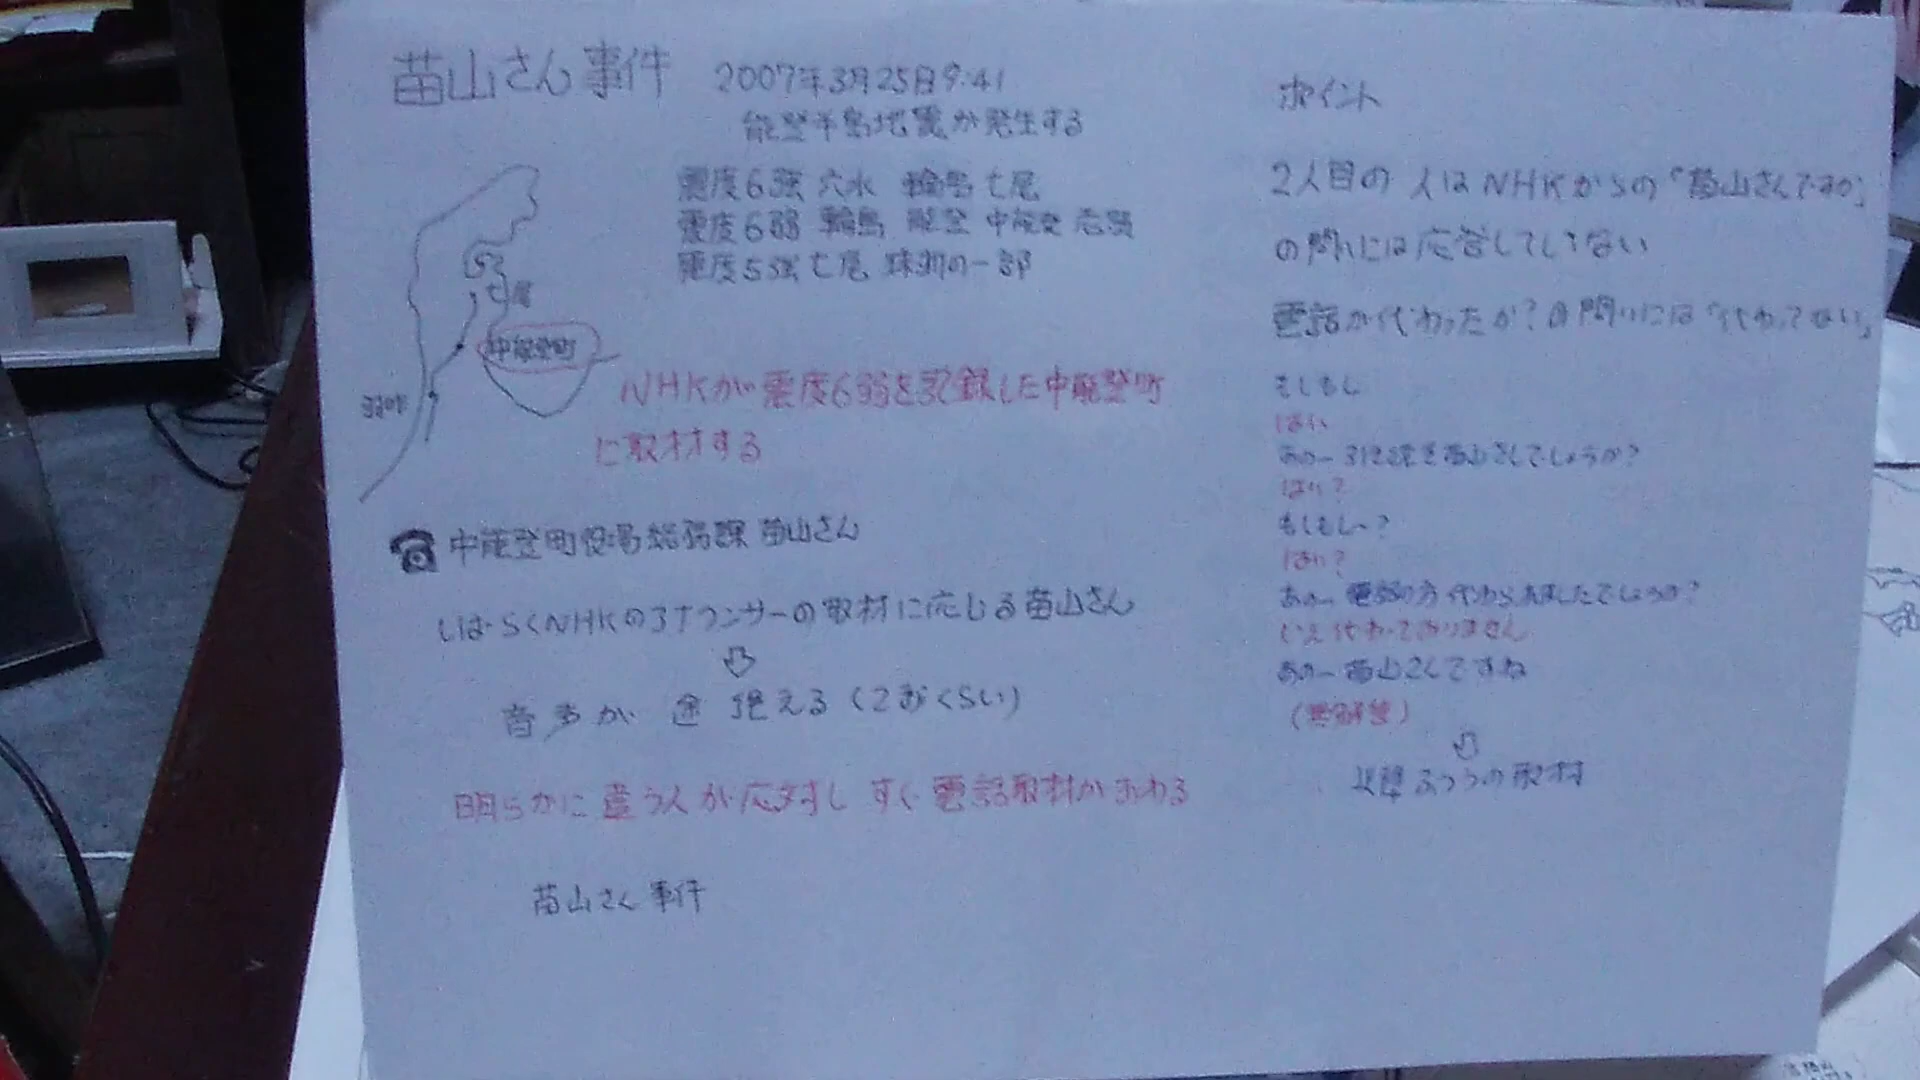 苗山さん事件
2007年3月25日9:41
能登半島地震が発生する
震度6強 穴水 輪島 七尾
震度6弱 輪島 能登 中能登 志賀
震度5強 七尾 珠洲の一部
七尾
中能登町
羽咋
NHKが震度6弱を記録した中能登町
に取材する
☎中能登町役場総務課 苗山さん
しばらくNHKのアナウンサーの取材に応じる苗山さん
⇩
音声が 途絶える(2秒くらい)
明らかに違う人が応対し すぐ電話取材がおわる
苗山さん事件
ポイント
2人目の人はNHKからの「苗山さんですか」
の問いには応答してしてない
電話か代わったか?の問いには「代わってない」
もしもし
はい
あのー引き続き苗山さんでしょうか?
はい?
もしもし〜?
はい?
あのー電話の方代わられましたでしょうか?
いえ代わっておりません
あのー苗山さんですね
(無解答)
⇩
以降ふつうの取材